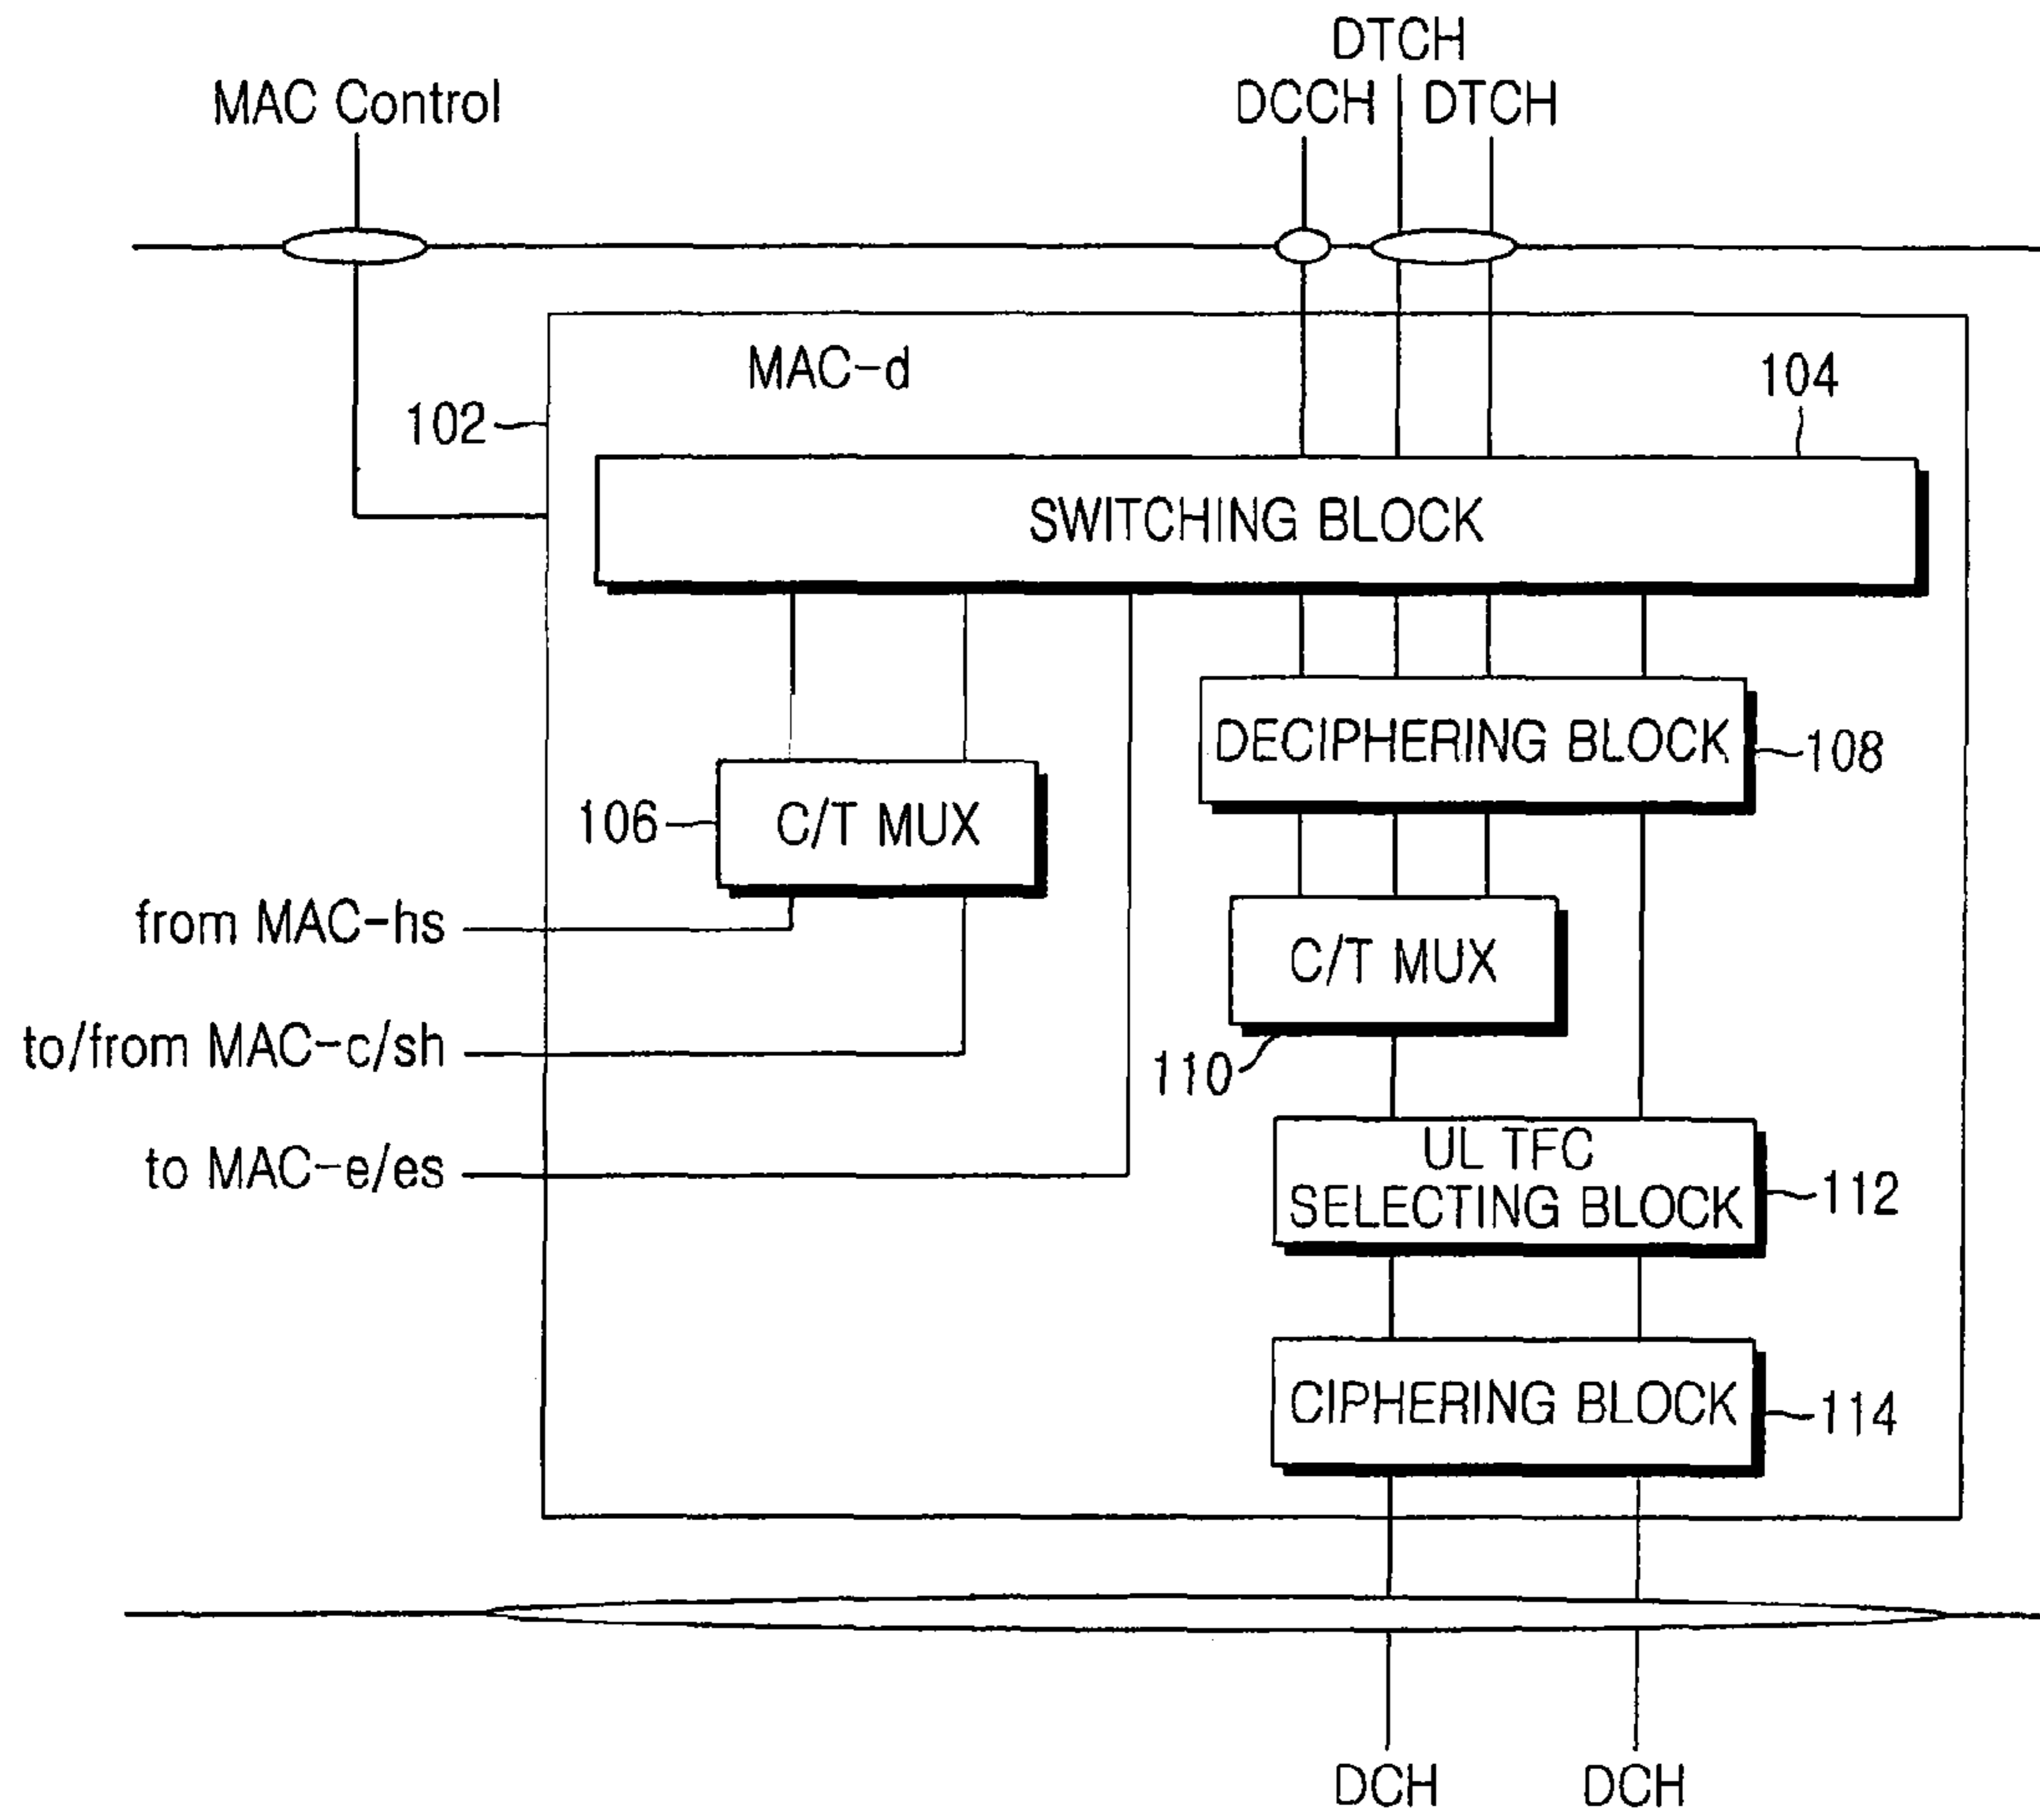 DTCH
MAC Control
DCCH
DTCH
MAC-d
104
102
SWITCHING BLOCK
DECIPHERING BLOCK
108
106
C/T MUX
from MAC-hs
C/T MUX
to/from MAC-c/sh
110
to MAC-e/es
UL TFC
SELECTING BLOCK
112
CIPHERING BLOCK
114
DCH
DCH